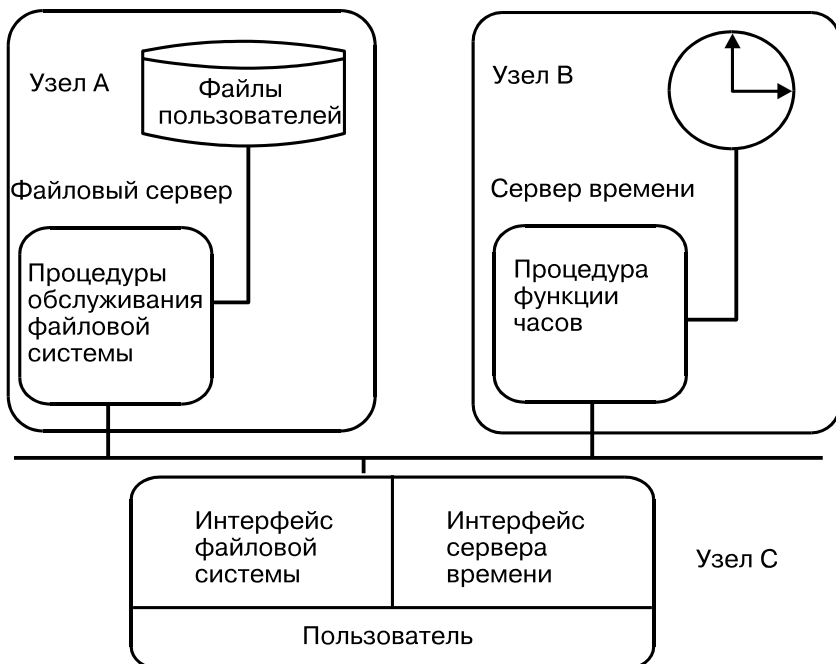 Узел А
Файлы
пользователей
Файловый сервер
Процедуры
обслуживания
файловой
системы
Узел В
Сервер времени
Процедура
функции
часов
Интерфейс
файловой
системы
Интерфейс
сервера
времени
Пользователь
Узел С